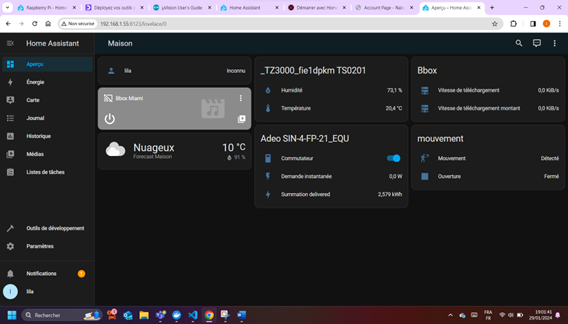 Raspberry Pi - Home Assistant
Déployez vos outils
µAllison User's Guide
Home Assistant
Démarrer avec Hom
Account Page - Nab
Aperçu – Home Assistant
Non sécurisé 192.168.1.55:8123/lovelace/0
Home Assistant
Maison
Aperçu
Énergie
Carte
Journal
Historique
Médias
Listes de tâches
Outils de développement
Paramètres
Notifications 1
l lila
lila Inconnu
Bbox Miami
Nuageux 10 °C
Forecast Maison 91 %
_TZ3000_fie1dpkm TS0201
Humidité 73,1 %
Température 20,4 °C
Adeo SIN-4-FP-21_EQU
Commutateur
Demande instantanée 0,0 W
Summation delivered 2,579 kWh
Bbox
Vitesse de téléchargement 0,0 KiB/s
Vitesse de téléchargement montant 0,0 KiB/s
mouvement
Mouvement Détecté
Ouverture Fermé
Rechercher
FRA
FR
19:01:41
29/01/2024